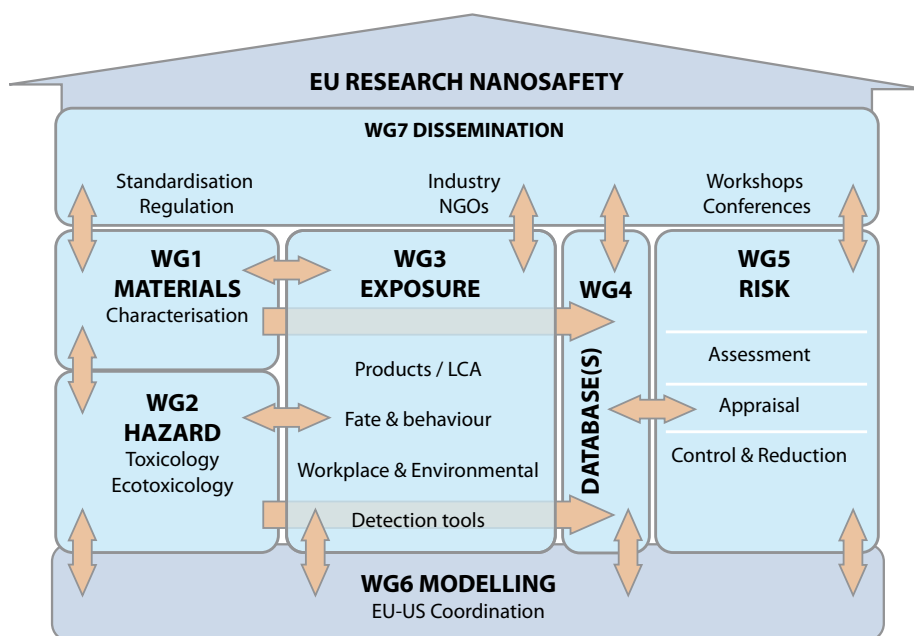 EU RESEARCH NANOSAFETY
WG7 DISSEMINATION
Standardisation
Regulation
Industry
NGOs
Workshops
Conferences
WG1
MATERIALS
Characterisation
WG2
HAZARD
Toxicology
Ecotoxicology
WG3
EXPOSURE
Products / LCA
Fate & behaviour
Workplace & Environmental
Detection tools
WG4
DATABASE(S)
WG5
RISK
Assessment
Appraisal
Control & Reduction
WG6 MODELLING
EU-US Coordination